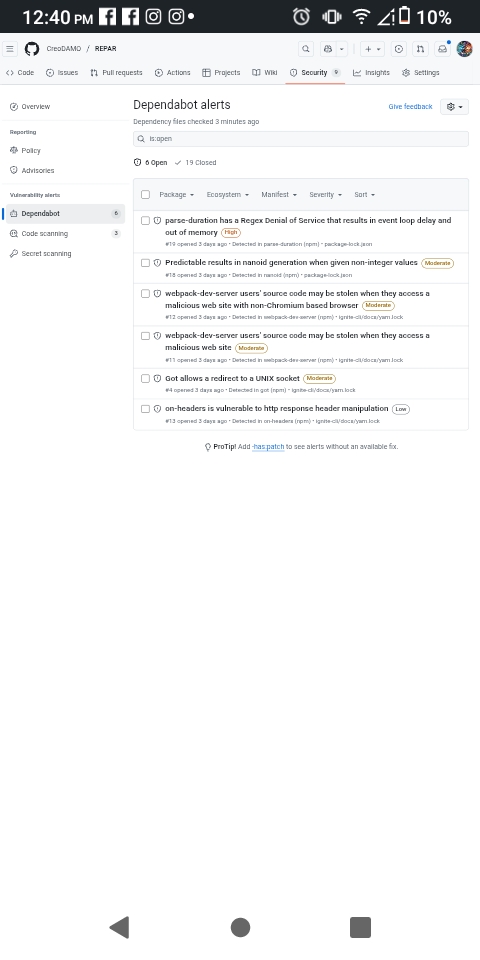 12:40 PM 10%
CreoDAMO / REPAR
Code Issues Pull requests Actions Projects Wiki Security 9 Insights Settings
Overview
Reporting
Policy
Advisories
Vulnerability alerts
Dependabot 6
Code scanning 3
Secret scanning
Dependabot alerts
Give feedback
Dependency files checked 3 minutes ago
is:open
6 Open 19 Closed
Package Ecosystem Manifest Severity Sort
parse-duration has a Regex Denial of Service that results in event loop delay and
out of memory High
#19 opened 3 days ago • Detected in parse-duration (npm) • package-lock.json
Predictable results in nanoid generation when given non-integer values Moderate
#18 opened 3 days ago • Detected in nanoid (npm) • package-lock.json
webpack-dev-server users' source code may be stolen when they access a
malicious web site with non-Chromium based browser Moderate
#12 opened 3 days ago • Detected in webpack-dev-server (npm) • ignite-cli/docs/yarn.lock
webpack-dev-server users' source code may be stolen when they access a
malicious web site Moderate
#11 opened 3 days ago • Detected in webpack-dev-server (npm) • ignite-cli/docs/yarn.lock
Got allows a redirect to a UNIX socket Moderate
#4 opened 3 days ago • Detected in got (npm) • ignite-cli/docs/yarn.lock
on-headers is vulnerable to http response header manipulation Low
#13 opened 3 days ago • Detected in on-headers (npm) • ignite-cli/docs/yarn.lock
ProTip! Add -has:patch to see alerts without an available fix.